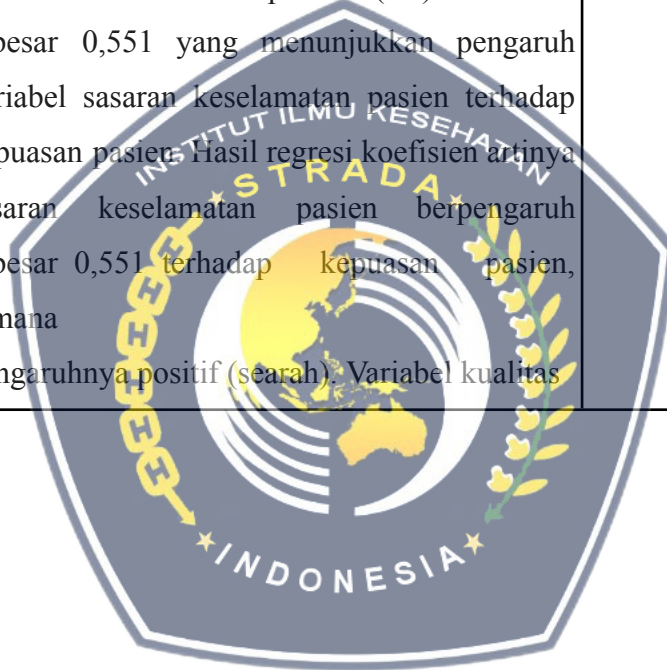 besar 0,551 yang menunjukkan pengaruh
riabel sasaran keselamatan pasien terhadap
puasan pasien. Hasil regresi koefisien artinya
saran keselamatan pasien berpengaruh
besar 0,551 terhadap kepuasan pasien,
mana
ngaruhnya positif (searah). Variabel kualitas
INSTITUT ILMU KESEHATAN
STRADA
INDONESIA